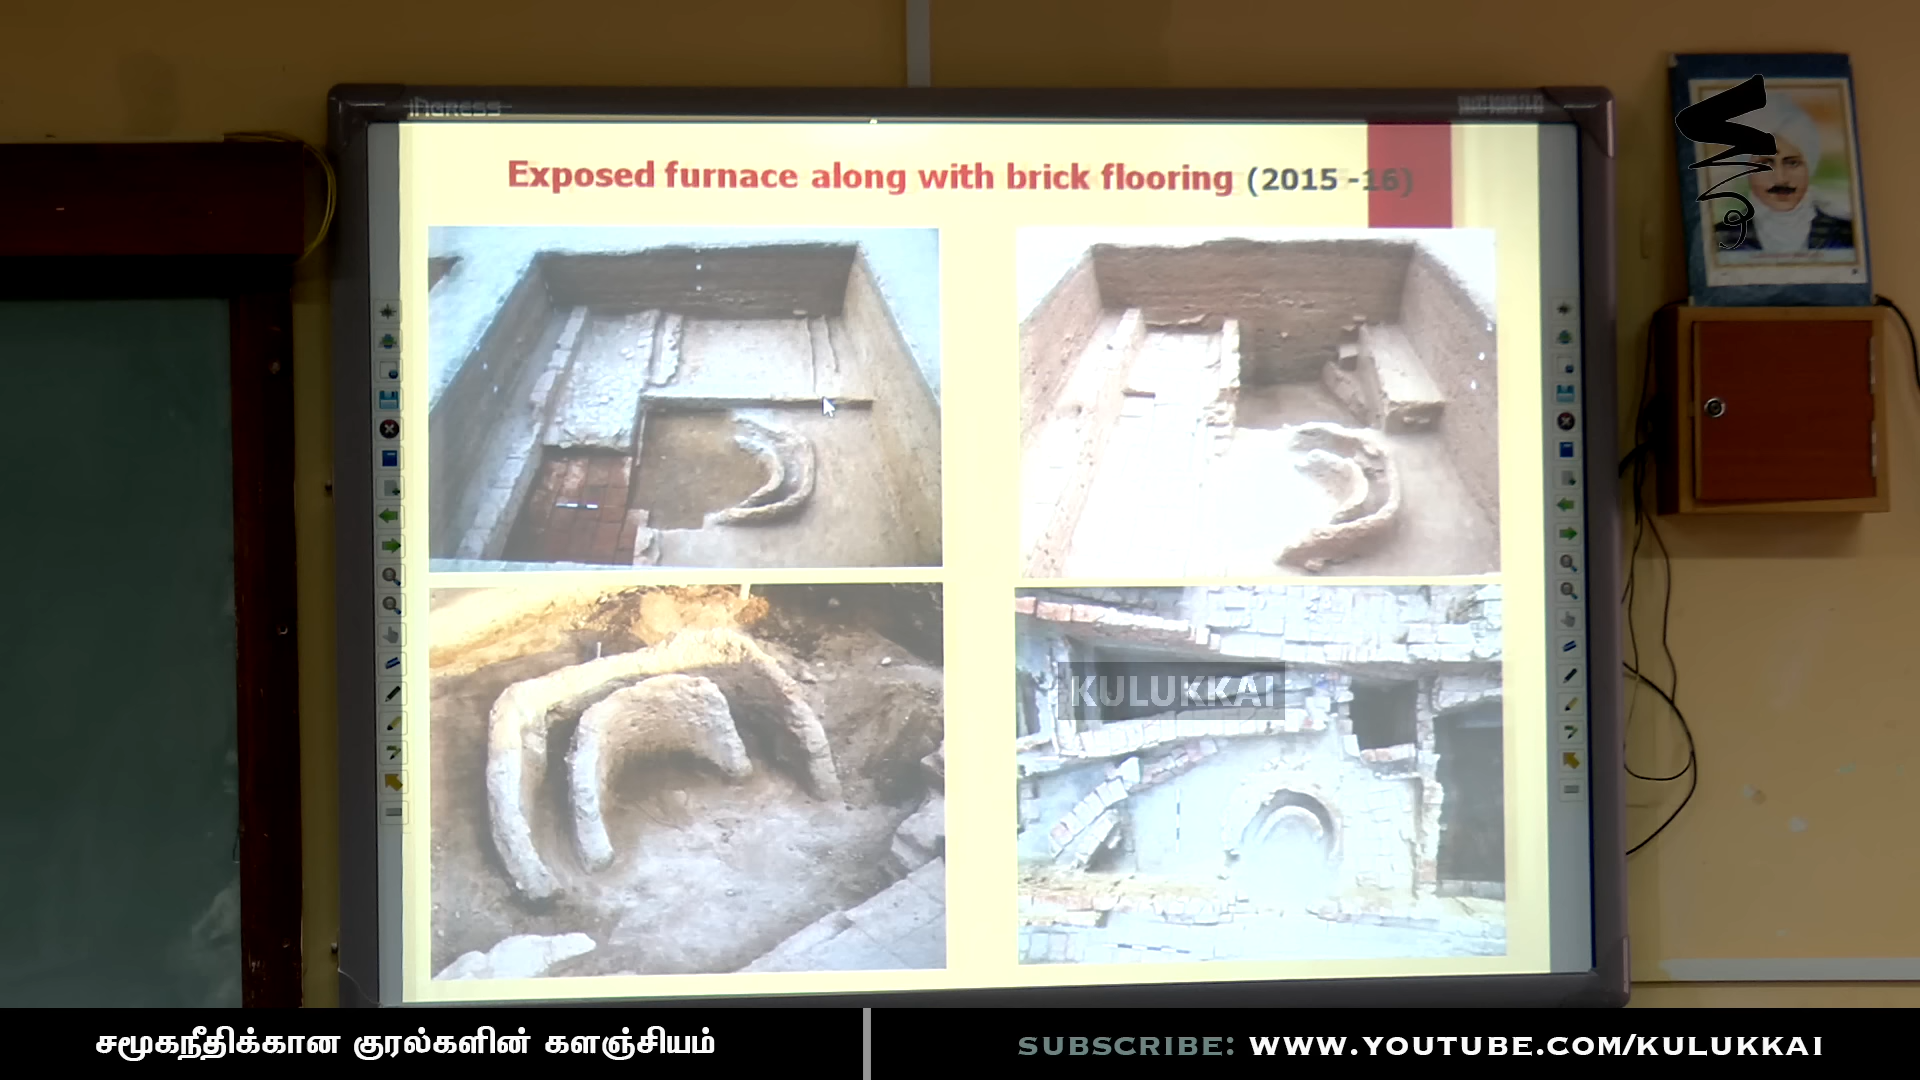 INGRESS
Exposed furnace along with brick flooring (2015 -16)
KULUKKAI
சமூகநீதிக்கான குரல்களின் களஞ்சியம்
SUBSCRIBE: WWW.YOUTUBE.COM/KULUKKAI